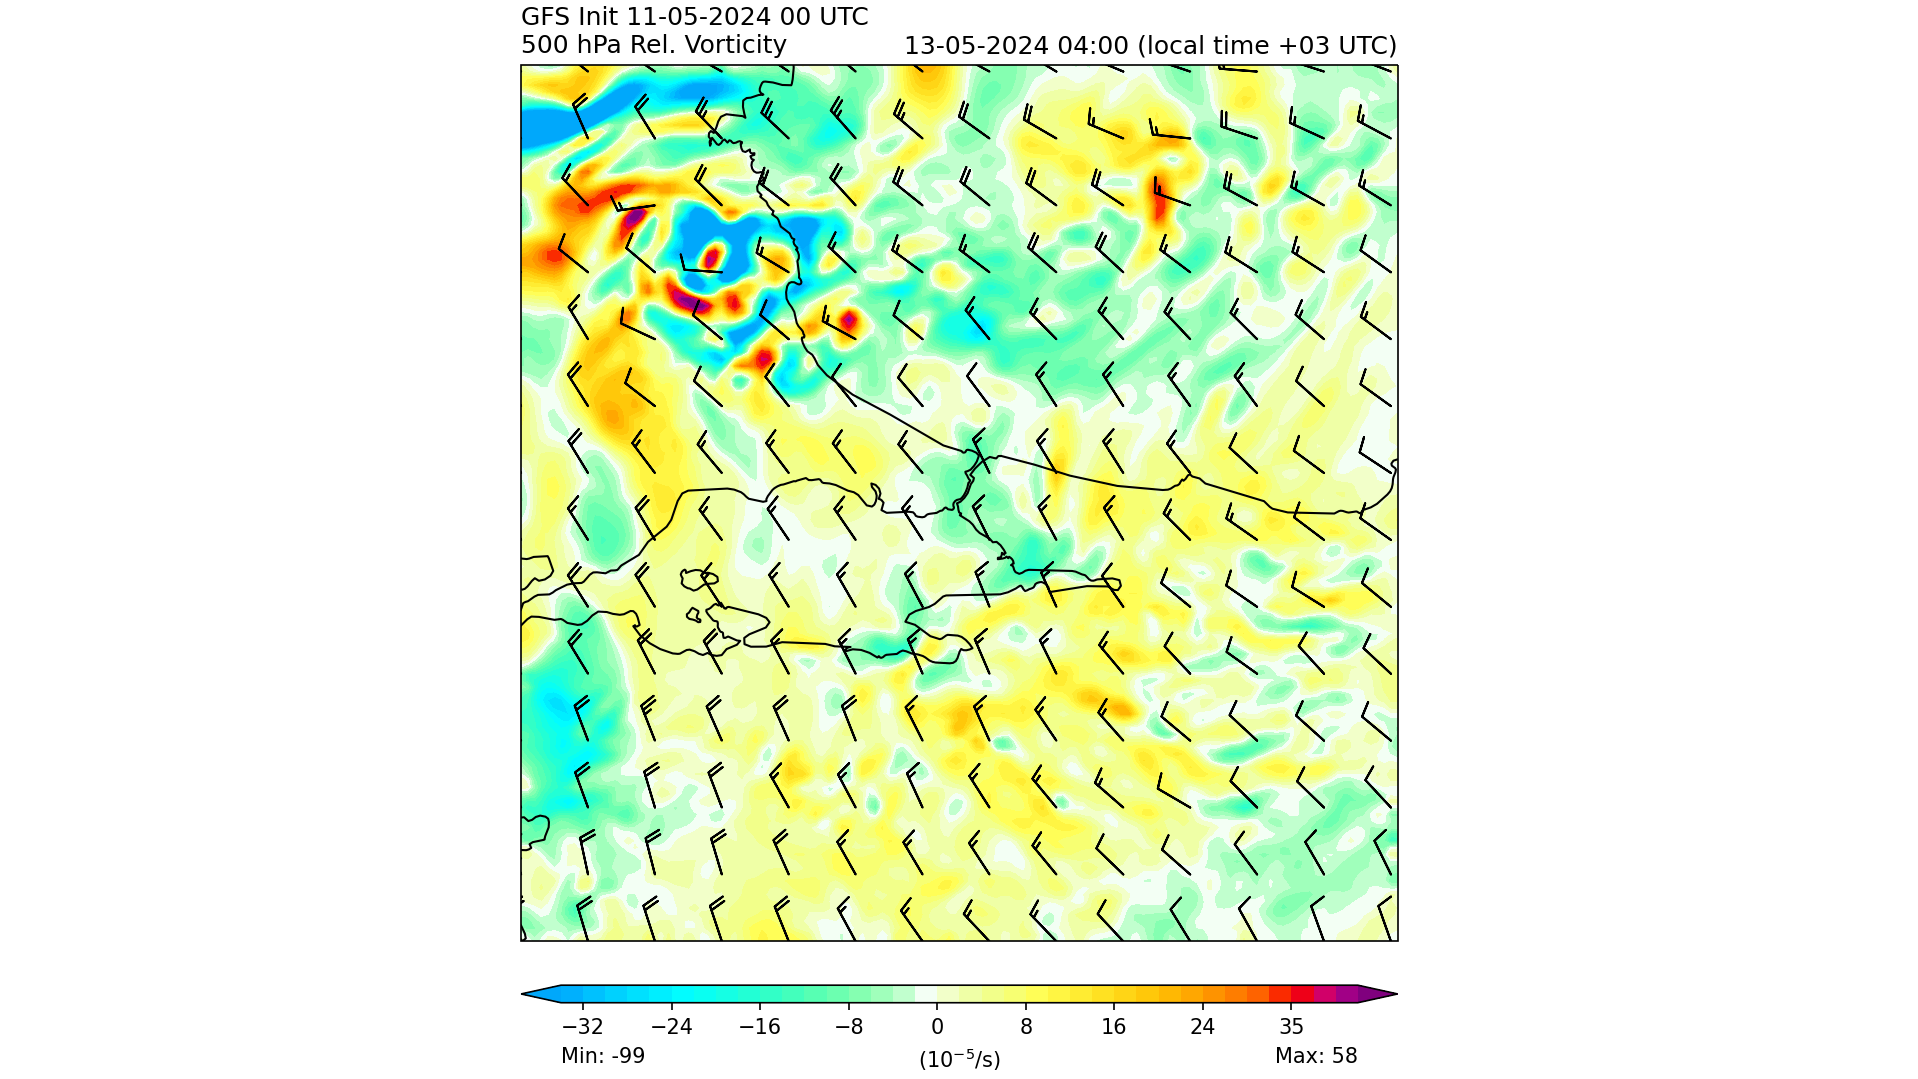 GFS Init 11-05-2024 00 UTC
500 hPa Rel. Vorticity
13-05-2024 04:00 (local time +03 UTC)
−32 −24 −16 −8 0 8 16 24 35
Min: -99 (10⁻⁵/s) Max: 58